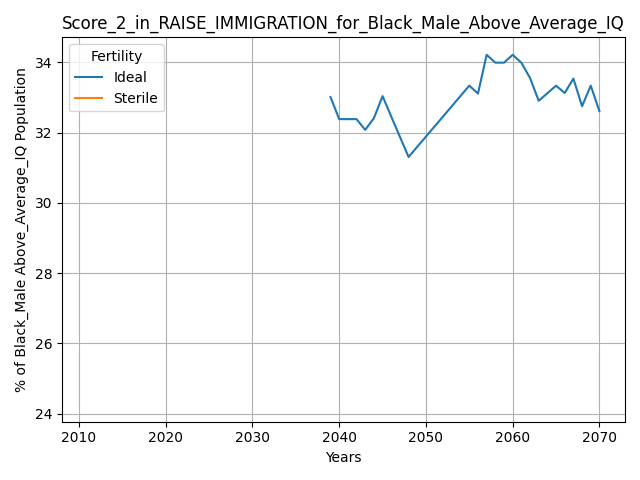 Score_2_in_RAISE_IMMIGRATION_for_Black_Male_Above_Average_IQ
Fertility
Ideal
Sterile
% of Black_Male Above_Average_IQ Population
34
32
30
28
26
24
2010 2020 2030 2040 2050 2060 2070
Years